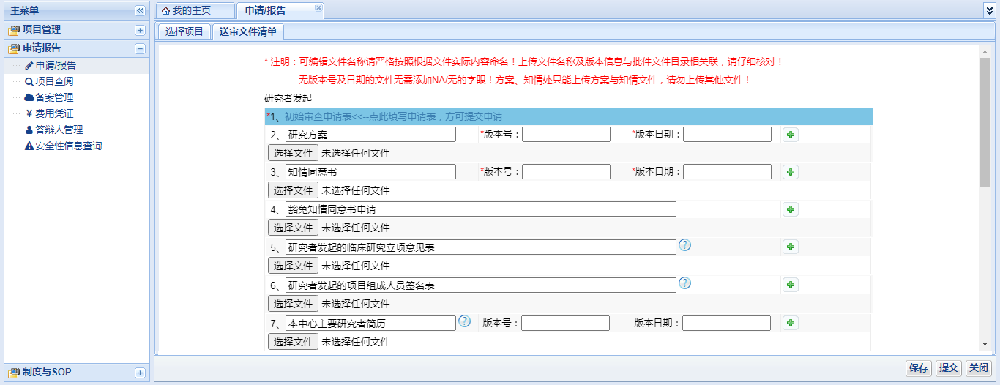 主菜单
项目管理
申请报告
申请/报告
项目查阅
备案管理
费用凭证
答辩人管理
安全性信息查询
制度与SOP
我的主页 申请/报告
选择项目 送审文件清单
* 注明：可编辑文件名称请严格按照根据文件实际内容命名！上传文件名称及版本信息与批件文件目录相关联，请仔细核对！
无版本号及日期的文件无需添加NA/无的字眼！方案、知情处只能上传方案与知情文件，请勿上传其他文件！
研究者发起
*1、初始审查申请表<<--点此填写申请表，方可提交申请
2、研究方案 *版本号： *版本日期：
选择文件 未选择任何文件
3、知情同意书 *版本号： *版本日期：
选择文件 未选择任何文件
4、豁免知情同意书申请
选择文件 未选择任何文件
5、研究者发起的临床研究立项意见表
选择文件 未选择任何文件
6、研究者发起的项目组成人员签名表
选择文件 未选择任何文件
7、本中心主要研究者简历 版本号： 版本日期：
选择文件 未选择任何文件
保存 提交 关闭